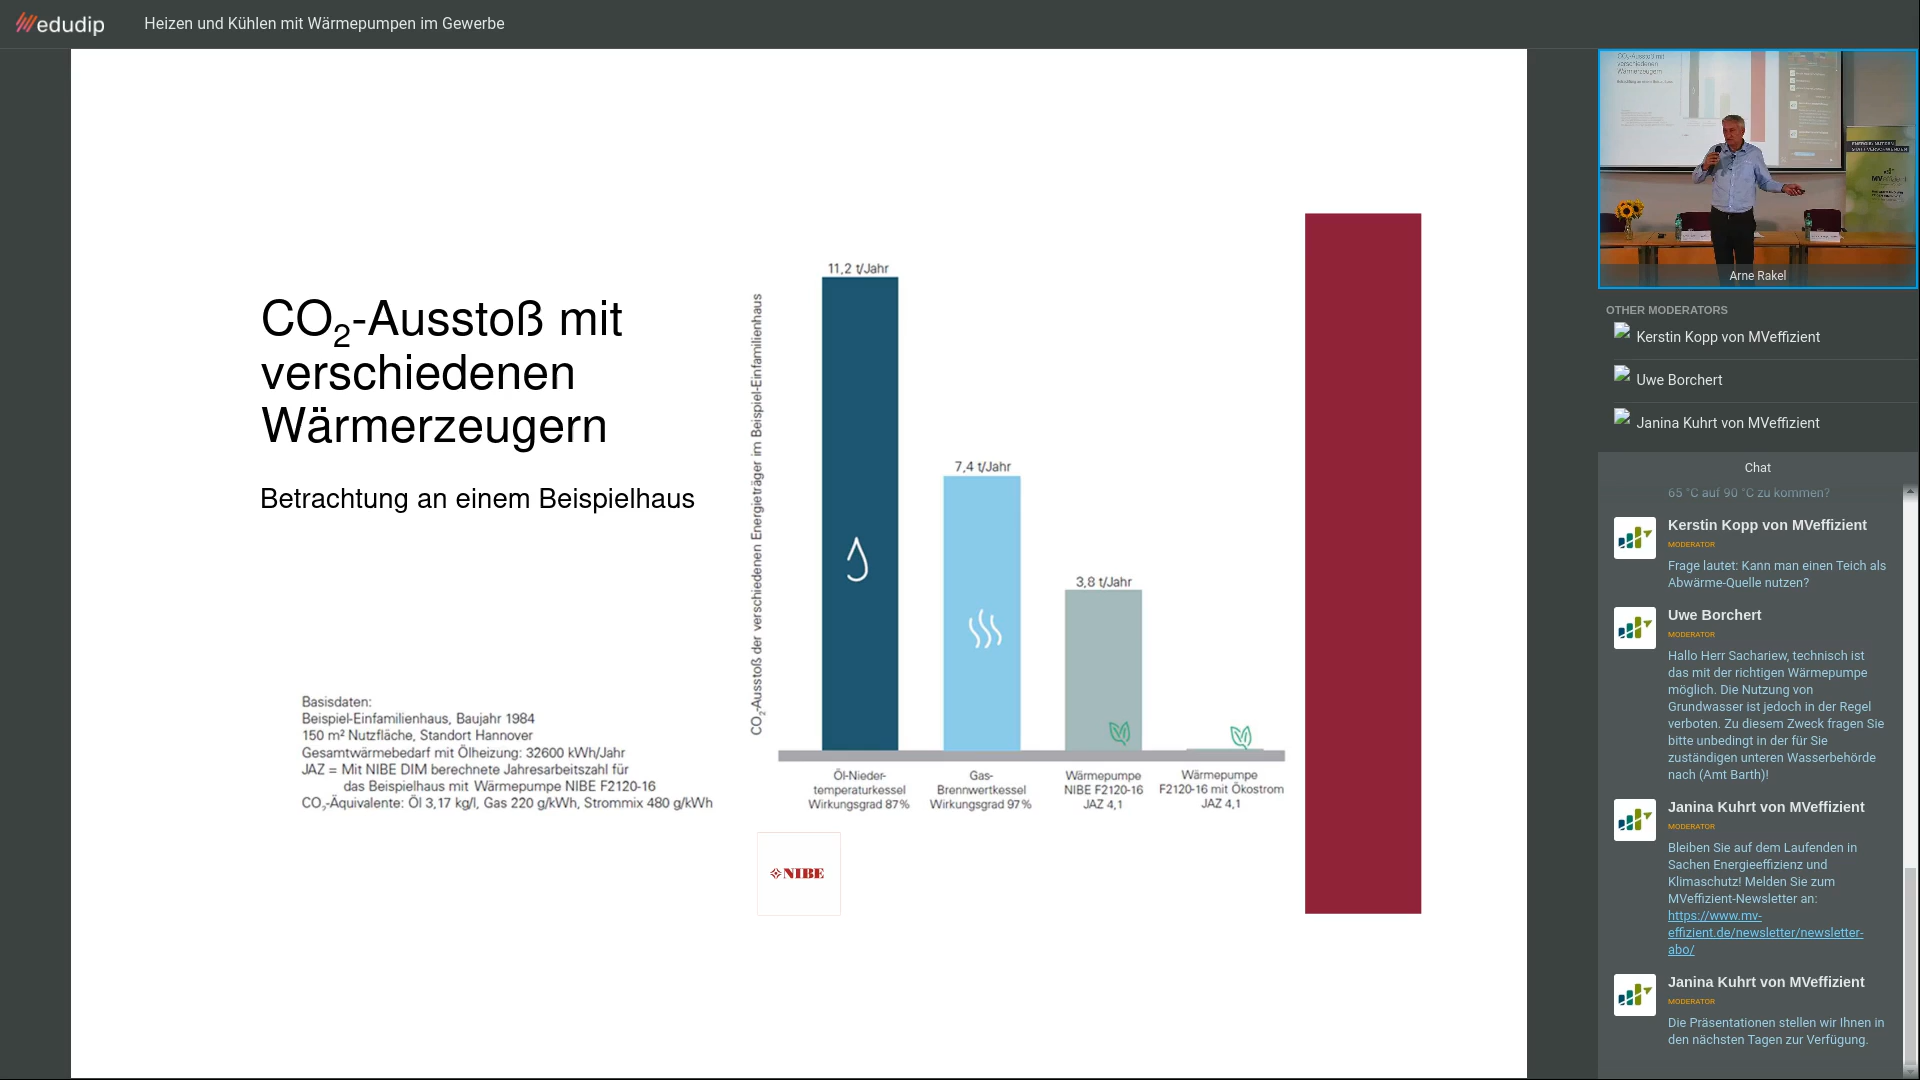 edudip
Heizen und Kühlen mit Wärmepumpen im Gewerbe
CO₂-Ausstoß mit
verschiedenen
Wärmerzeugern
Betrachtung an einem Beispielhaus
Basisdaten:
Beispiel-Einfamilienhaus, Baujahr 1984
150 m² Nutzfläche, Standort Hannover
Gesamtwärmebedarf mit Ölheizung: 32600 kWh/Jahr
JAZ = Mit NIBE DIM berechnete Jahresarbeitszahl für
das Beispielhaus mit Wärmepumpe NIBE F2120-16
CO₂-Äquivalente: Öl 3,17 kg/l, Gas 220 g/kWh, Strommix 480 g/kWh
CO₂-Ausstoß der verschiedenen Energieträger im Beispiel-Einfamilienhaus
11,2 t/Jahr
7,4 t/Jahr
3,8 t/Jahr
Öl-Nieder-
temperaturkessel
Wirkungsgrad 87%
Gas-
Brennwertkessel
Wirkungsgrad 97%
Wärmepumpe
NIBE F2120-16
JAZ 4,1
Wärmepumpe
F2120-16 mit Ökostrom
JAZ 4,1
NIBE
CO₂-Ausstoß mit
verschiedenen
Wärmerzeugern
Arne Rakel
OTHER MODERATORS
Kerstin Kopp von MVeffizient
Uwe Borchert
Janina Kuhrt von MVeffizient
Chat
65 °C auf 90 °C zu kommen?
Kerstin Kopp von MVeffizient
MODERATOR
Frage lautet: Kann man einen Teich als
Abwärme-Quelle nutzen?
Uwe Borchert
MODERATOR
Hallo Herr Sachariew, technisch ist
das mit der richtigen Wärmepumpe
möglich. Die Nutzung von
Grundwasser ist jedoch in der Regel
verboten. Zu diesem Zweck fragen Sie
bitte unbedingt in der für Sie
zuständigen unteren Wasserbehörde
nach (Amt Barth)!
Janina Kuhrt von MVeffizient
MODERATOR
Bleiben Sie auf dem Laufenden in
Sachen Energieeffizienz und
Klimaschutz! Melden Sie zum
MVeffizient-Newsletter an:
https://www.mv-
effizient.de/newsletter/newsletter-
abo/
Janina Kuhrt von MVeffizient
MODERATOR
Die Präsentationen stellen wir Ihnen in
den nächsten Tagen zur Verfügung.